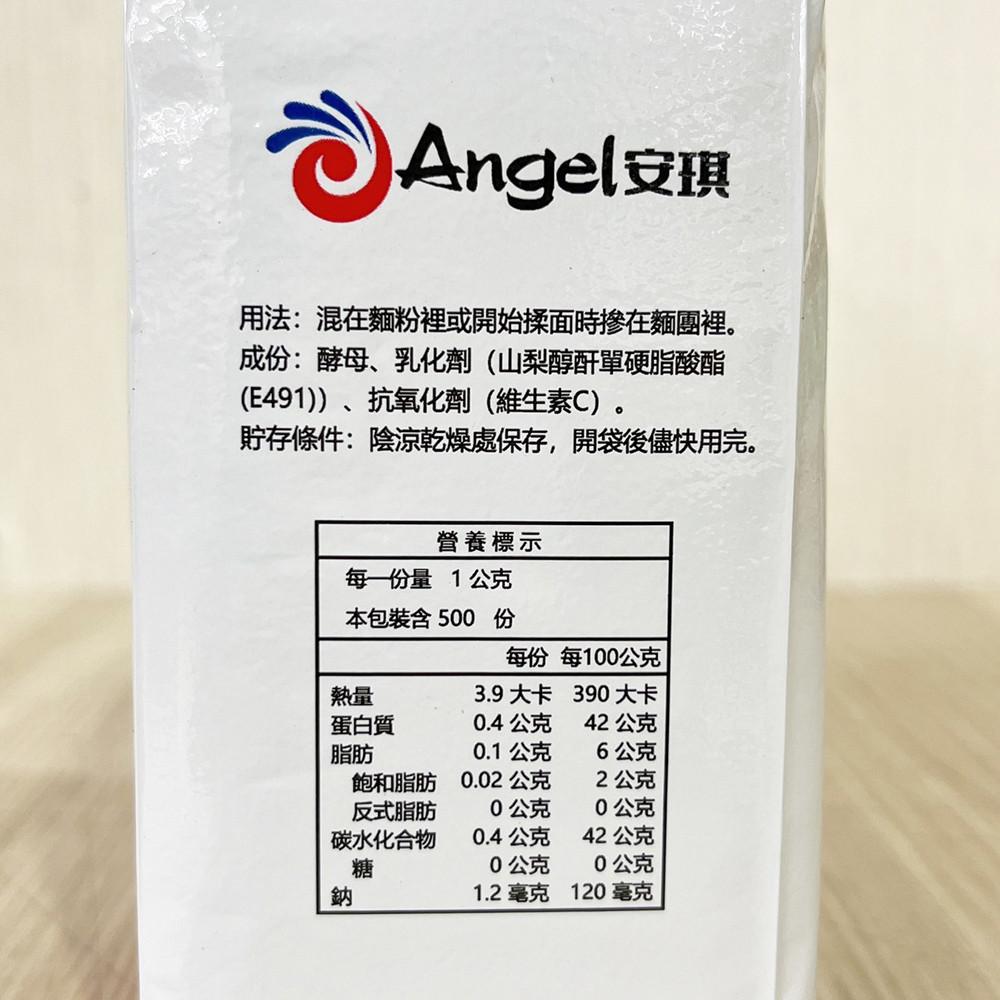 Angel安琪
用法：混在麵粉裡或開始揉面時摻在麵團裡。
成份：酵母、乳化劑（山梨醇酐單硬脂酸酯
(E491)）、抗氧化劑（維生素C）。
貯存條件：陰涼乾燥處保存，開袋後儘快用完。
營養標示
每一份量 1 公克
本包裝含 500 份
每份 每100公克
熱量 3.9 大卡 390 大卡
蛋白質 0.4 公克 42 公克
脂肪 0.1 公克 6 公克
飽和脂肪 0.02 公克 2 公克
反式脂肪 0 公克 0 公克
碳水化合物 0.4 公克 42 公克
糖 0 公克 0 公克
鈉 1.2 毫克 120 毫克